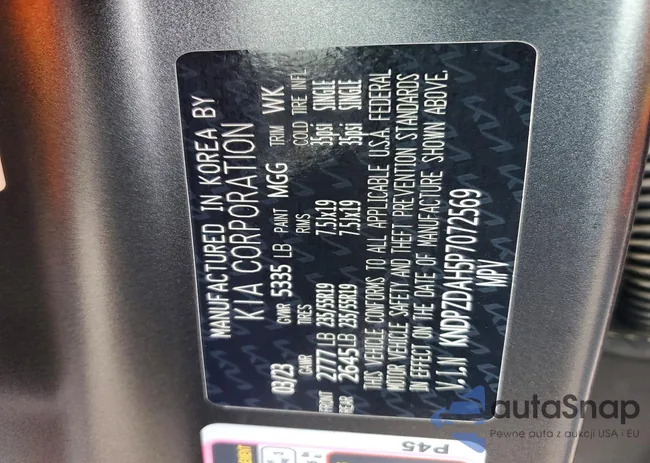 MANUFACTURED IN KOREA BY
KIA CORPORATION
03/23 GVWR 5335 LB PAINT MGG TRIM WK
GAWR TIRES RIMS COLD TIRE INFL.
FRONT 2777 LB 235/55R19 7.5Jx19 35psi SINGLE
REAR 2645 LB 235/55R19 7.5Jx19 35psi SINGLE
THIS VEHICLE CONFORMS TO ALL APPLICABLE U.S.A. FEDERAL
MOTOR VEHICLE SAFETY AND THEFT PREVENTION STANDARDS
IN EFFECT ON THE DATE OF MANUFACTURE SHOWN ABOVE.
V.I.N KNDPZDAH5P7072569
MPV
P45
autaSnap
Pewne auta z aukcji USA i EU